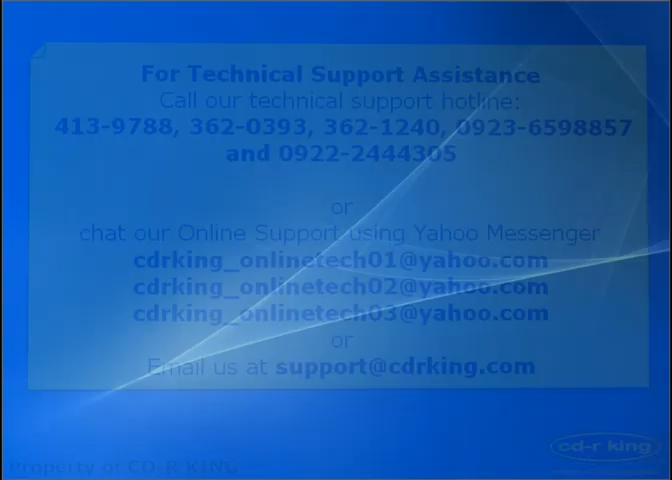 For Technical Support Assistance
Call our technical support hotline:
413-9788, 362-0393, 362-1240, 0923-6598857
and 0922-2444305
or
chat our Online Support using Yahoo Messenger
cdrking_onlinetech01@yahoo.com
cdrking_onlinetech02@yahoo.com
cdrking_onlinetech03@yahoo.com
or
Email us at support@cdrking.com
cd-r king
Property of CD-R KING